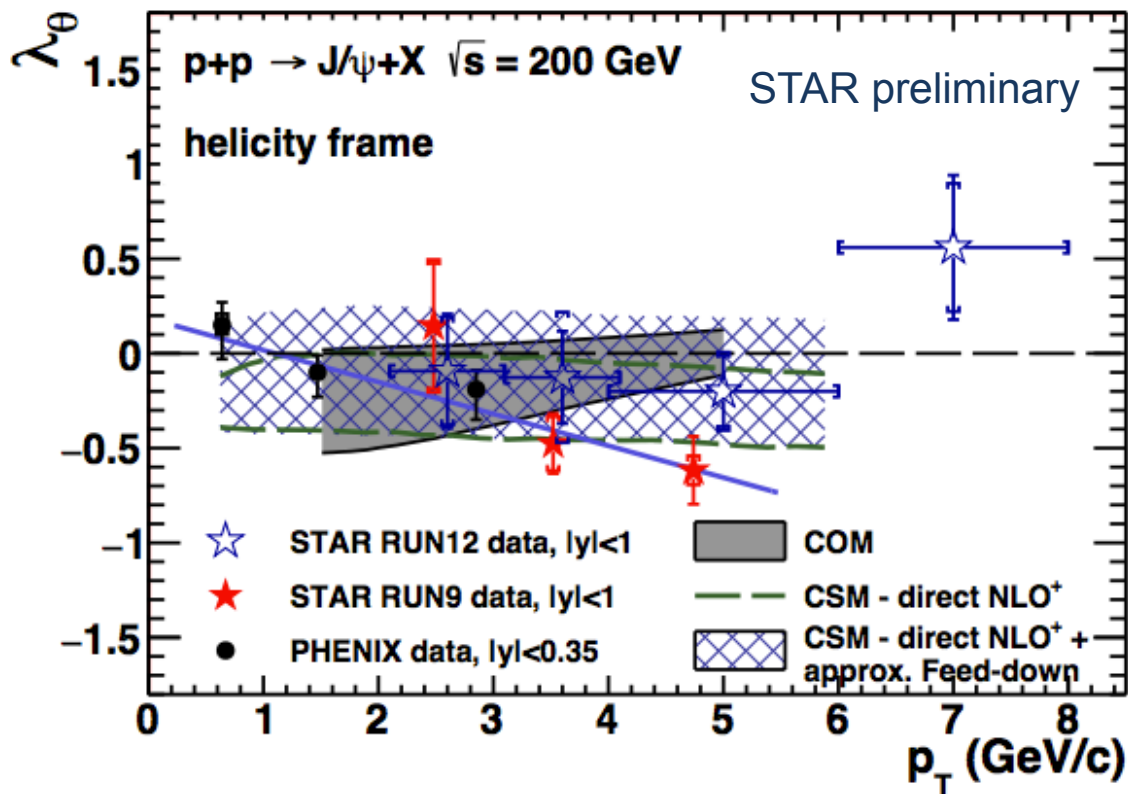 λθ
p+p → J/ψ+X √s = 200 GeV
STAR preliminary
helicity frame
1.5
1
0.5
0
−0.5
−1
−1.5
STAR RUN12 data, |y|<1
STAR RUN9 data, |y|<1
PHENIX data, |y|<0.35
COM
CSM - direct NLO⁺
CSM - direct NLO⁺ +
approx. Feed-down
0 1 2 3 4 5 6 7 8
p_T (GeV/c)